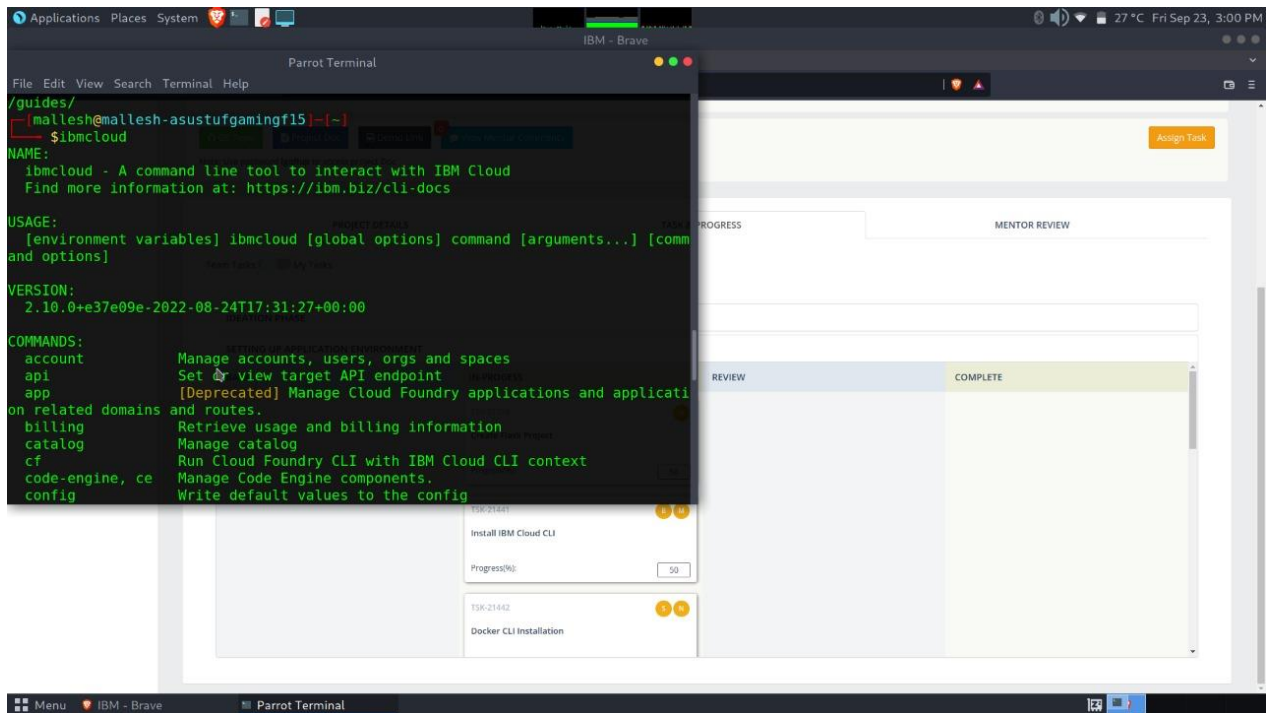 Applications Places System
27 °C Fri Sep 23, 3:00 PM
IBM - Brave
Parrot Terminal
File Edit View Search Terminal Help
/guides/
[mallesh@mallesh-asustufgamingf15]-[~]
$ibmcloud
NAME:
ibmcloud - A command line tool to interact with IBM Cloud
Find more information at: https://ibm.biz/cli-docs
USAGE:
[environment variables] ibmcloud [global options] command [arguments...] [comm
and options]
VERSION:
2.10.0+e37e09e-2022-08-24T17:31:27+00:00
COMMANDS:
account Manage accounts, users, orgs and spaces
api Set or view target API endpoint
app [Deprecated] Manage Cloud Foundry applications and applicati
on related domains and routes.
billing Retrieve usage and billing information
catalog Manage catalog
cf Run Cloud Foundry CLI with IBM Cloud CLI context
code-engine, ce Manage Code Engine components.
config Write default values to the config
Assign Task
PROGRESS
MENTOR REVIEW
SETTING UP APPLICATION ENVIRONMENT
REVIEW
COMPLETE
TSK-21441
B M
Install IBM Cloud CLI
Progress(%):
50
TSK-21442
S N
Docker CLI Installation
Menu
IBM - Brave
Parrot Terminal